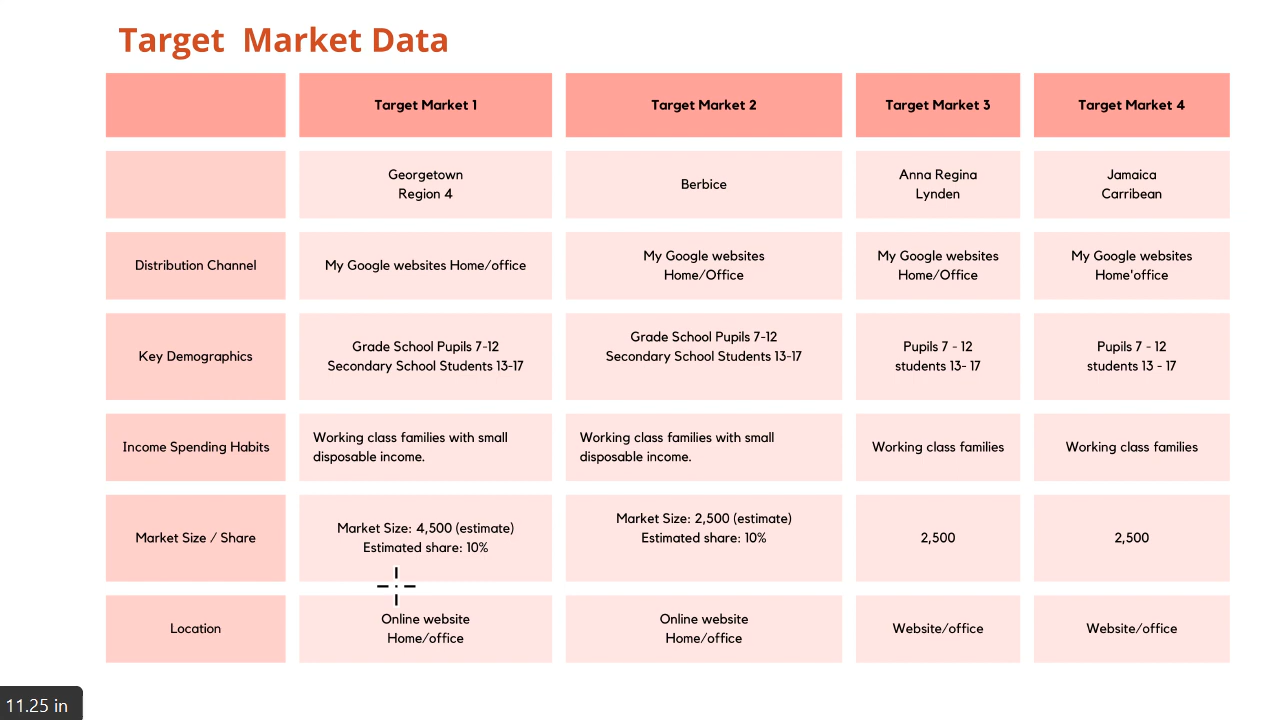 Target Market Data
Target Market 1
Target Market 2
Target Market 3
Target Market 4
Georgetown
Region 4
Berbice
Anna Regina
Lynden
Jamaica
Carribean
Distribution Channel
My Google websites Home/office
My Google websites
Home/Office
My Google websites
Home/Office
My Google websites
Home'office
Key Demographics
Grade School Pupils 7-12
Secondary School Students 13-17
Grade School Pupils 7-12
Secondary School Students 13-17
Pupils 7 - 12
students 13- 17
Pupils 7 - 12
students 13 - 17
Income Spending Habits
Working class families with small
disposable income.
Working class families with small
disposable income.
Working class families
Working class families
Market Size / Share
Market Size: 4,500 (estimate)
Estimated share: 10%
Market Size: 2,500 (estimate)
Estimated share: 10%
2,500
2,500
Location
Online website
Home/office
Online website
Home/office
Website/office
Website/office
11.25 in